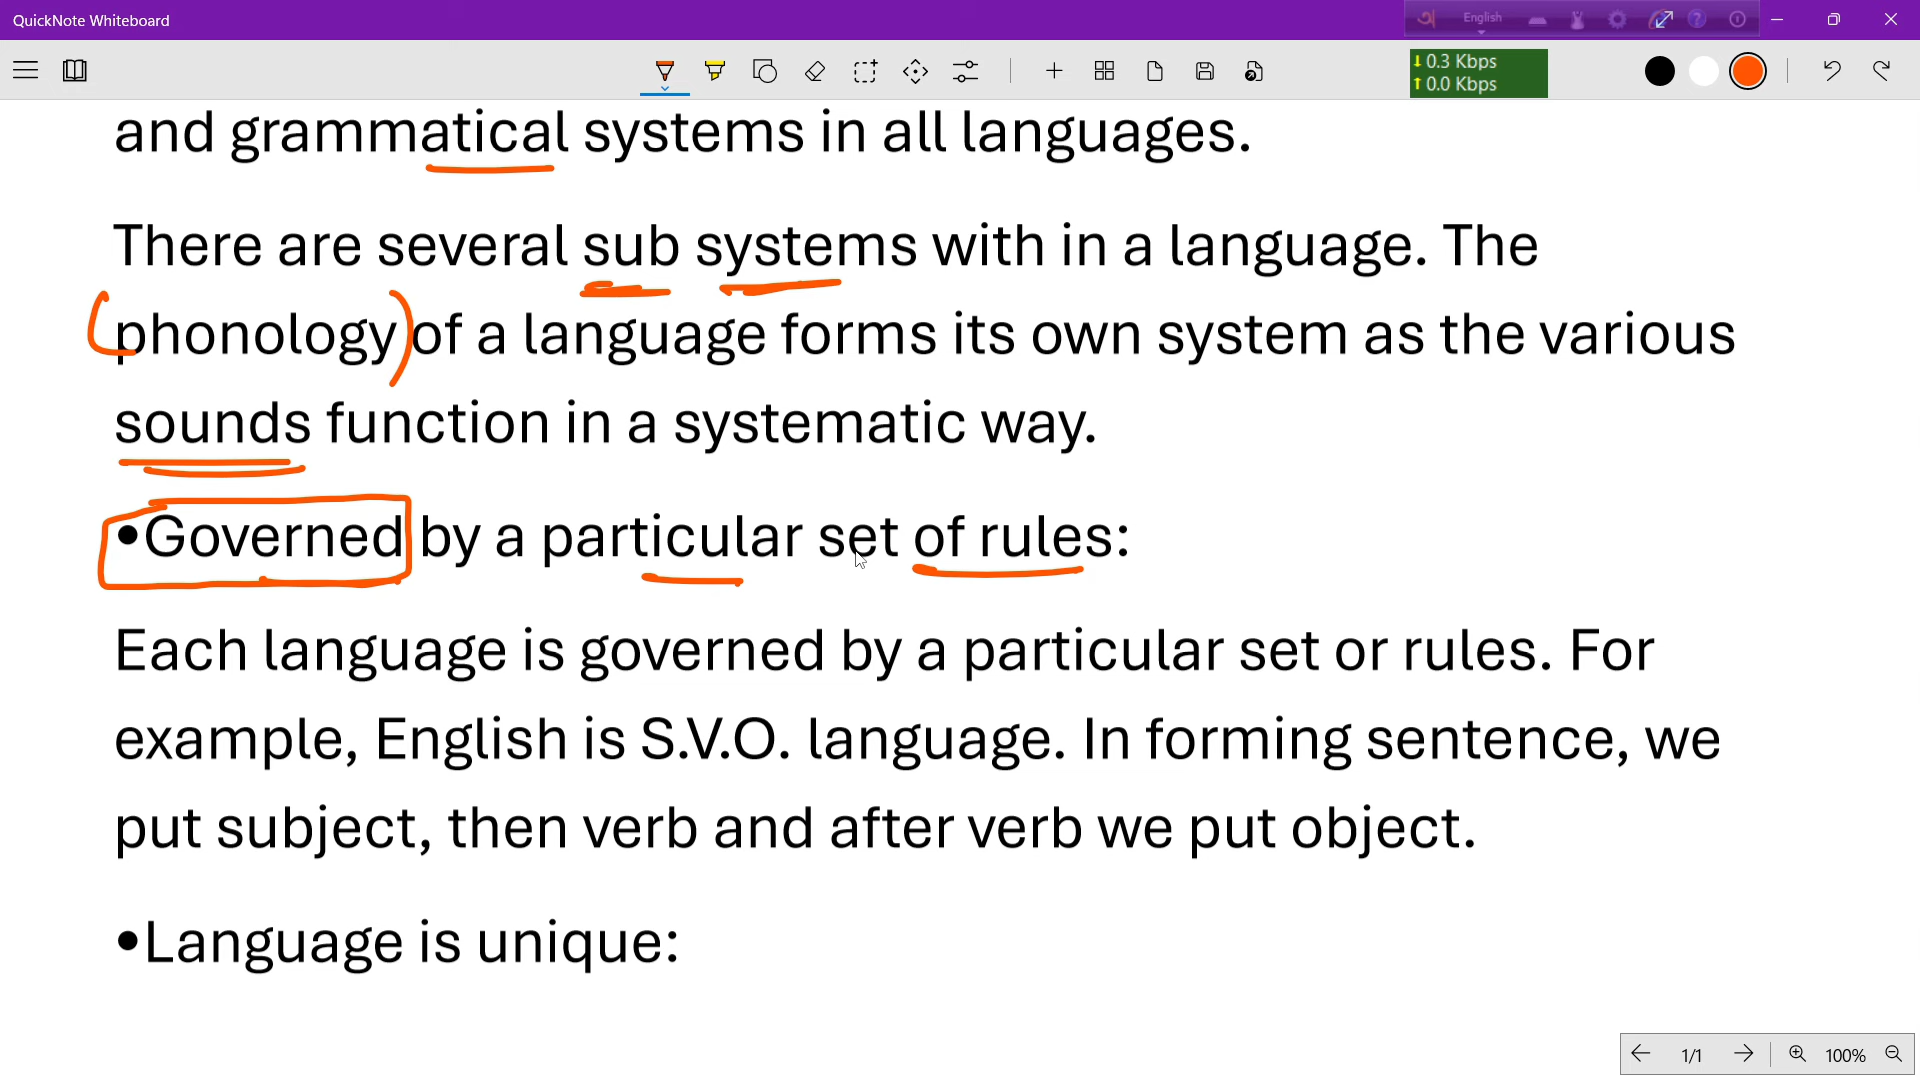 QuickNote Whiteboard
English
0.3 Kbps
0.0 Kbps
and grammatical systems in all languages.
There are several sub systems with in a language. The
phonology of a language forms its own system as the various
sounds function in a systematic way.
•Governed by a particular set of rules:
Each language is governed by a particular set or rules. For
example, English is S.V.O. language. In forming sentence, we
put subject, then verb and after verb we put object.
•Language is unique:
1/1
100%